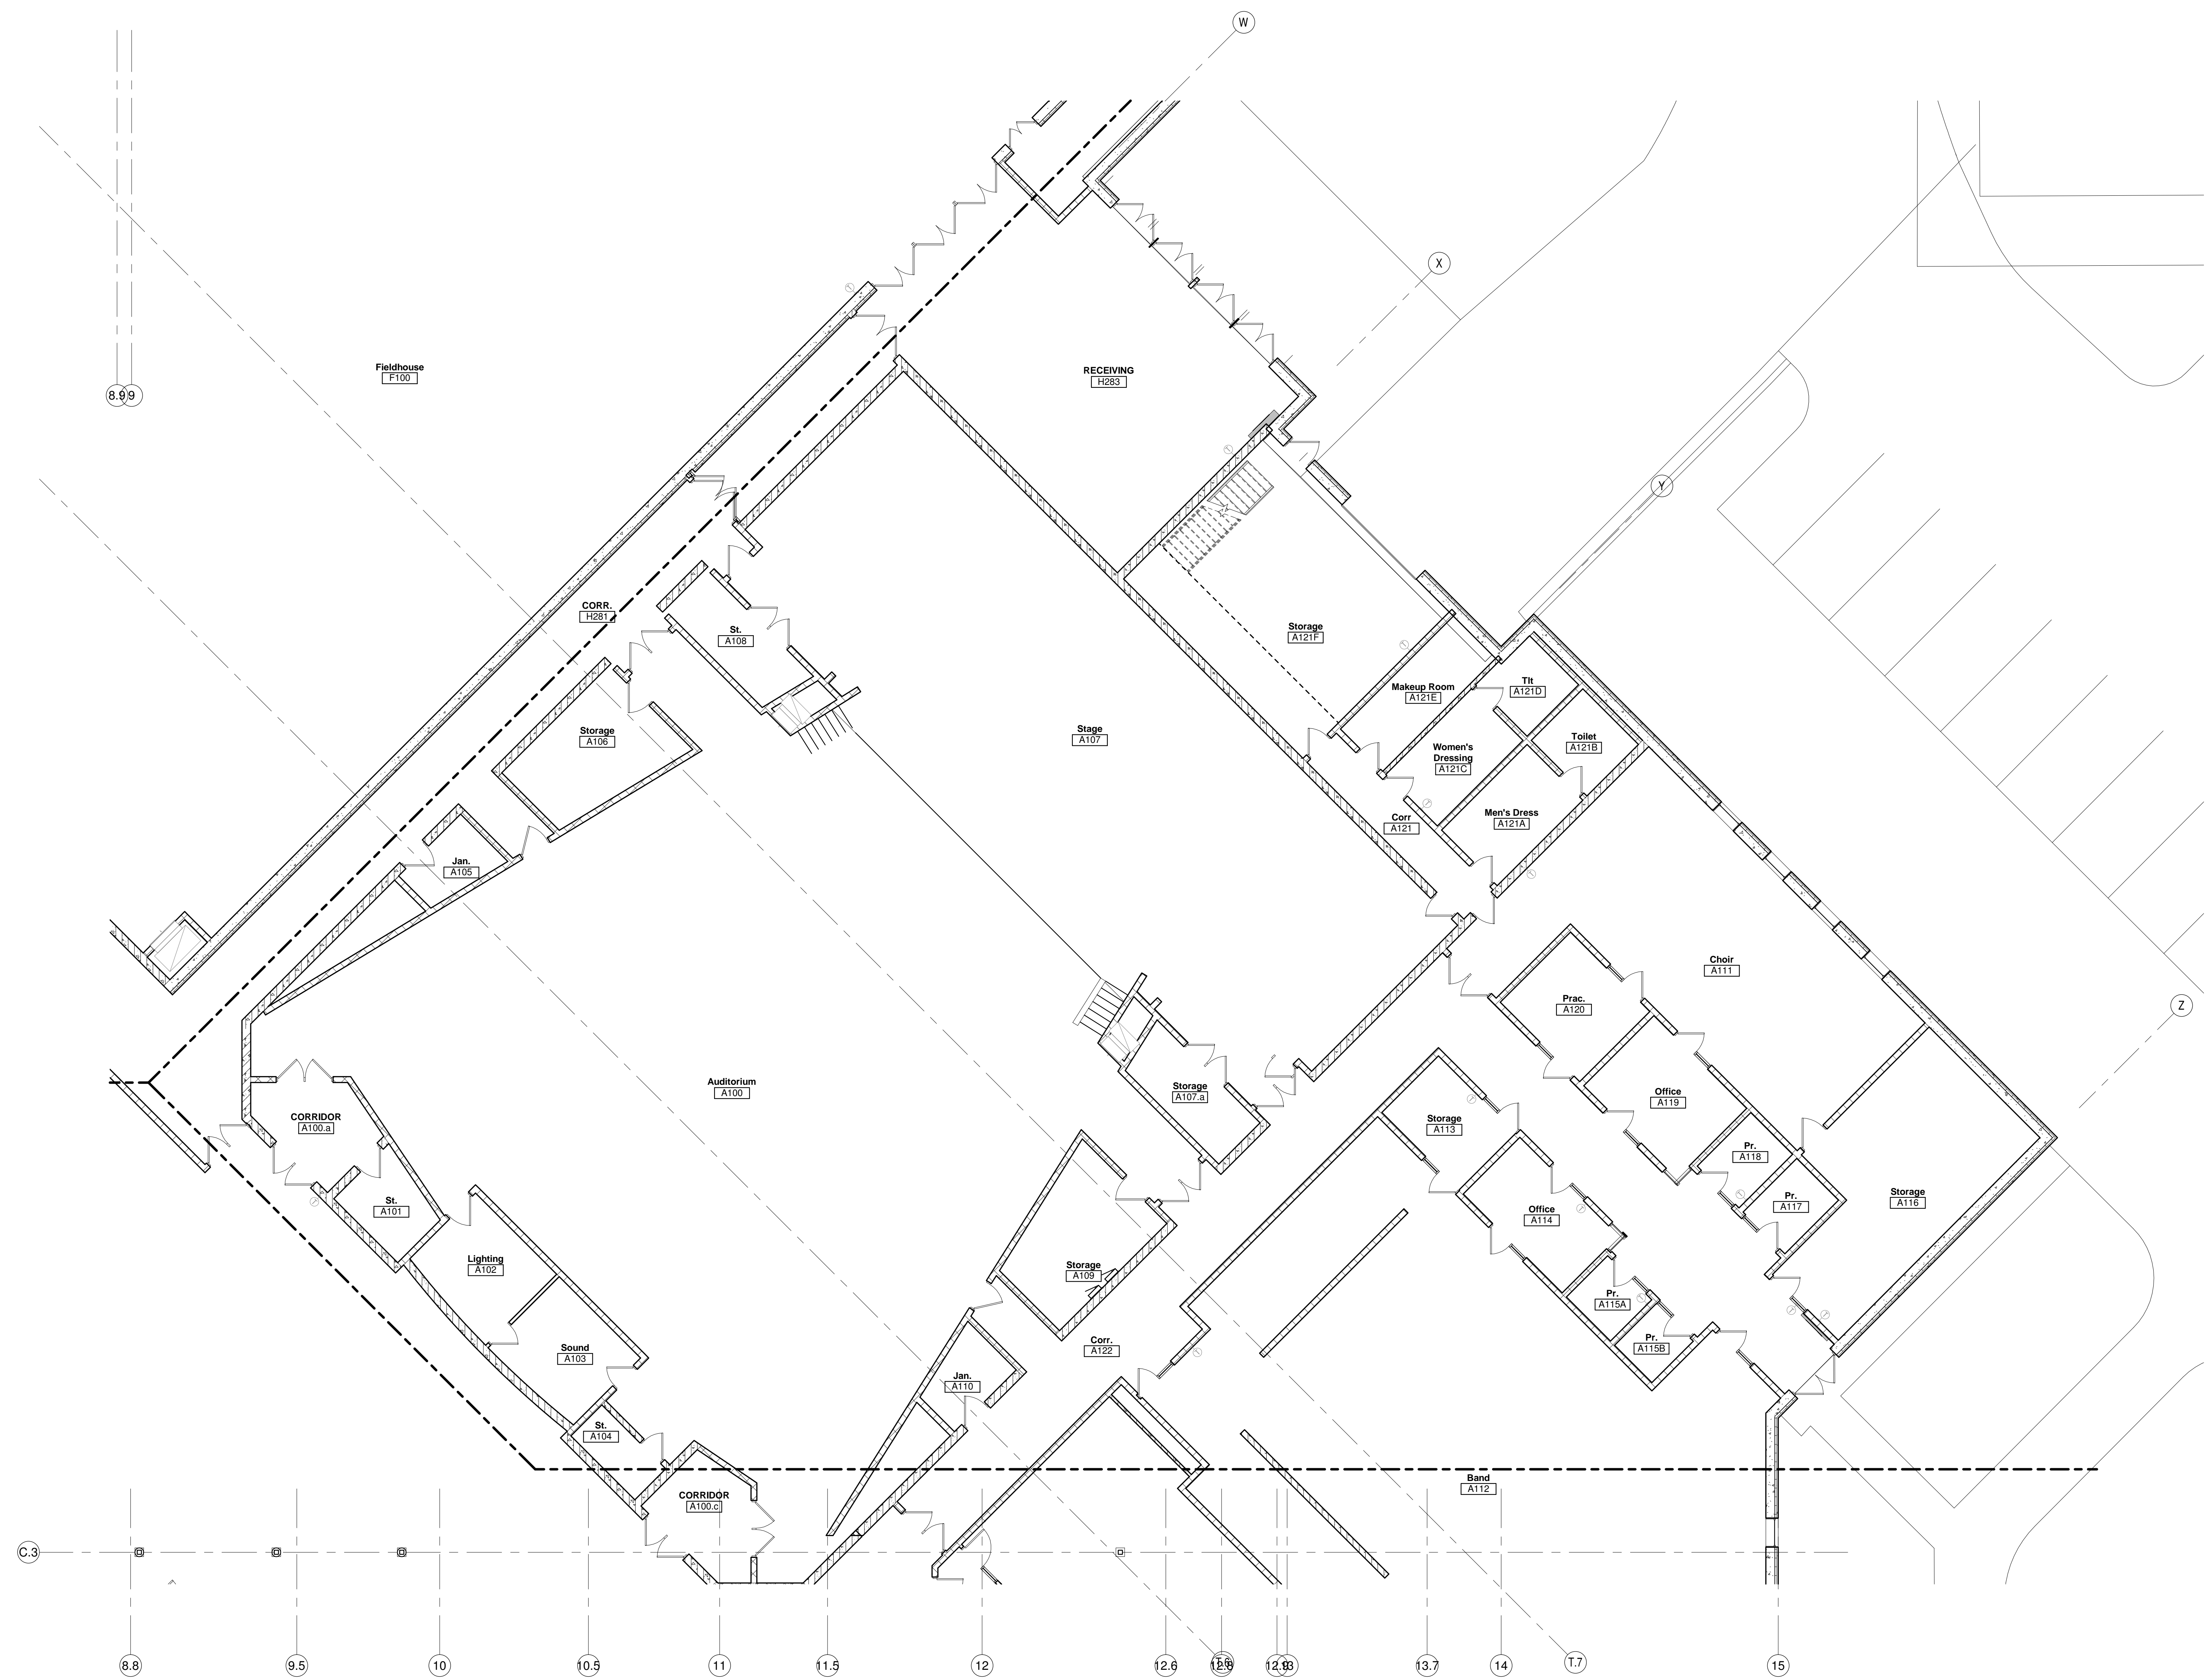 W
X
8.9
9
Fieldhouse
F100
RECEIVING
H283
Y
CORR.
H281
St.
A108
Storage
A121F
Makeup Room
A121E
Tlt
A121D
Storage
A106
Stage
A107
Women's
Dressing
A121C
Toilet
A121B
Men's Dress
A121A
Corr
A121
Jan.
A105
Choir
A111
Prac.
A120
Z
Auditorium
A100
Storage
A107.a
Office
A119
CORRIDOR
A100.a
Storage
A113
Pr.
A118
St.
A101
Office
A114
Pr.
A117
Storage
A116
Lighting
A102
Storage
A109
Pr.
A115A
Sound
A103
Corr.
A122
Pr.
A115B
Jan.
A110
St.
A104
Band
A112
CORRIDOR
A100.c
C.3
8.8
9.5
10
10.5
11
11.5
12
12.6
12.8
12.9
13
13.7
14
T.7
15